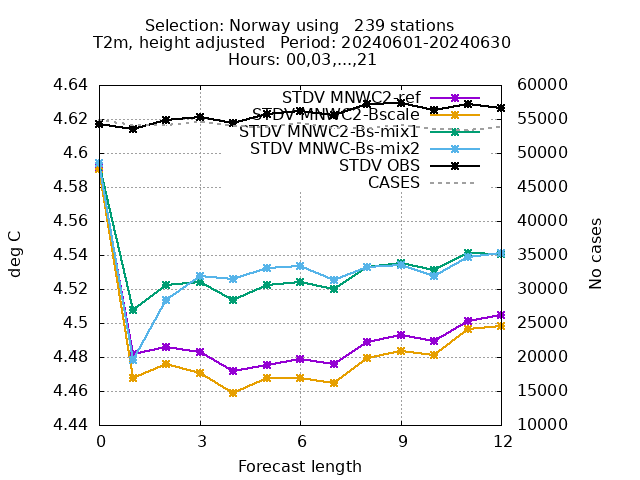 Selection: Norway using   239 stations
T2m, height adjusted   Period: 20240601-20240630
Hours: 00,03,...,21
STDV MNWC2-ref
STDV MNWC2-Bscale
STDV MNWC2-Bs-mix1
STDV MNWC-Bs-mix2
STDV OBS
CASES
4.64
4.62
4.6
4.58
4.56
4.54
4.52
4.5
4.48
4.46
4.44
deg C
60000
55000
50000
45000
40000
35000
30000
25000
20000
15000
10000
No cases
0 3 6 9 12
Forecast length